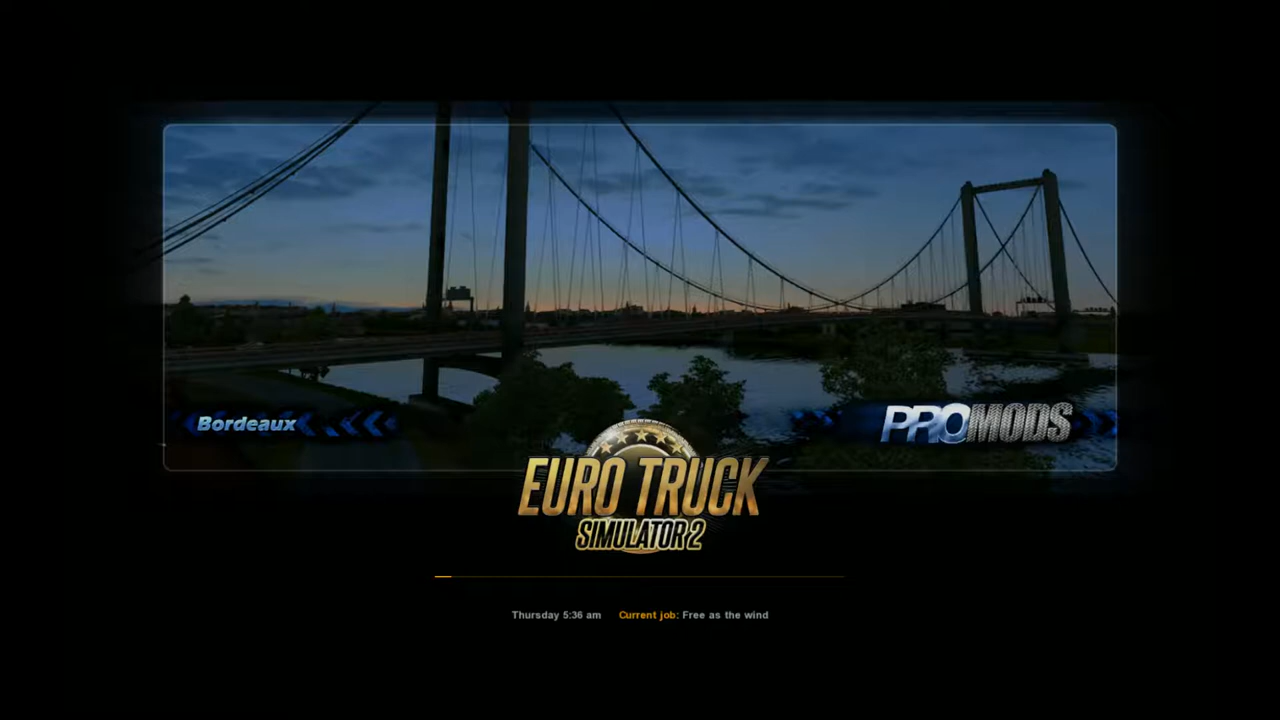 Bordeaux
PROMODS
EURO TRUCK
SIMULATOR 2
Thursday 5:36 am Current job: Free as the wind